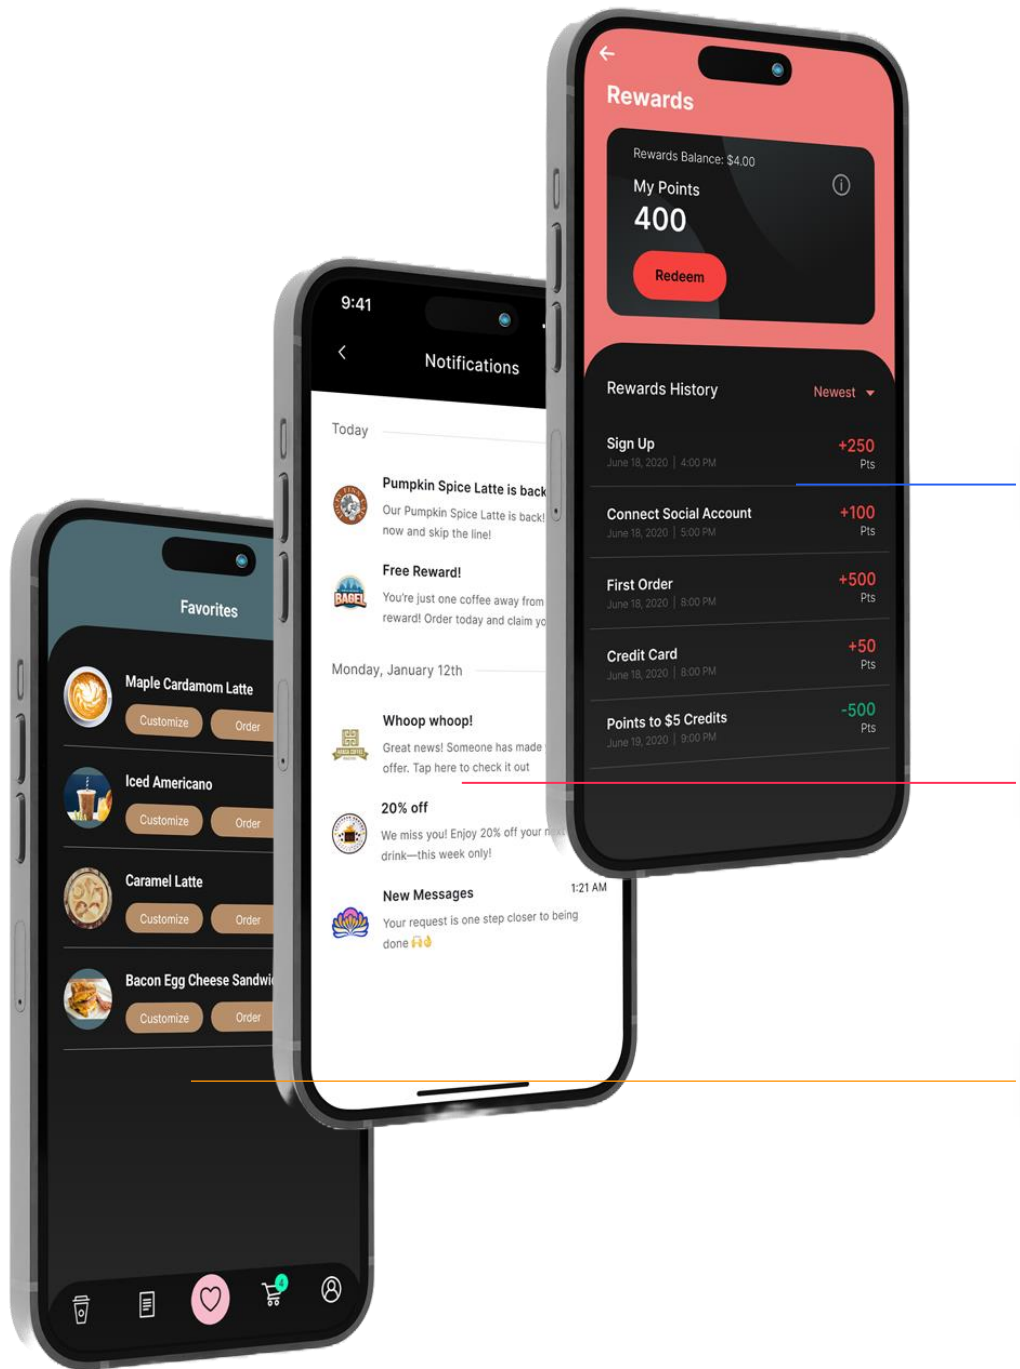 Rewards
Rewards Balance: $4.00
My Points
400
Redeem
Rewards History
Newest
Sign Up
+250
June 18, 2020 | 4:00 PM
Pts
Connect Social Account
+100
June 18, 2020 | 5:00 PM
Pts
First Order
+500
June 18, 2020 | 8:00 PM
Pts
Credit Card
+50
June 18, 2020 | 8:00 PM
Pts
Points to $5 Credits
-500
June 19, 2020 | 9:00 PM
Pts
9:41
Notifications
Today
Pumpkin Spice Latte is back
Our Pumpkin Spice Latte is back!
now and skip the line!
Free Reward!
You're just one coffee away from
reward! Order today and claim yo
BAGEL
Monday, January 12th
Whoop whoop!
Great news! Someone has made
offer. Tap here to check it out
20% off
We miss you! Enjoy 20% off your next
drink—this week only!
New Messages
1:21 AM
Your request is one step closer to being
done 🙌👌
Favorites
Maple Cardamom Latte
Customize
Order
Iced Americano
Customize
Order
Caramel Latte
Customize
Order
Bacon Egg Cheese Sandwi
Customize
Order
4